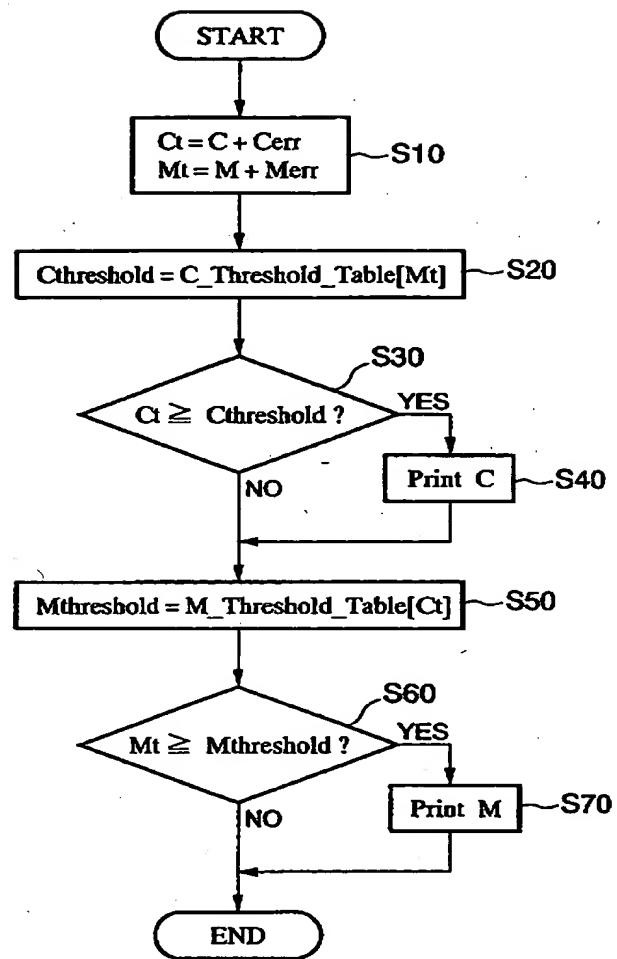 START
Ct = C + Cerr
Mt = M + Merr
S10
Cthreshold = C_Threshold_Table[Mt]
S20
S30
Ct ≧ Cthreshold ?
YES
Print C
S40
NO
Mthreshold = M_Threshold_Table[Ct]
S50
S60
Mt ≧ Mthreshold ?
YES
Print M
S70
NO
END